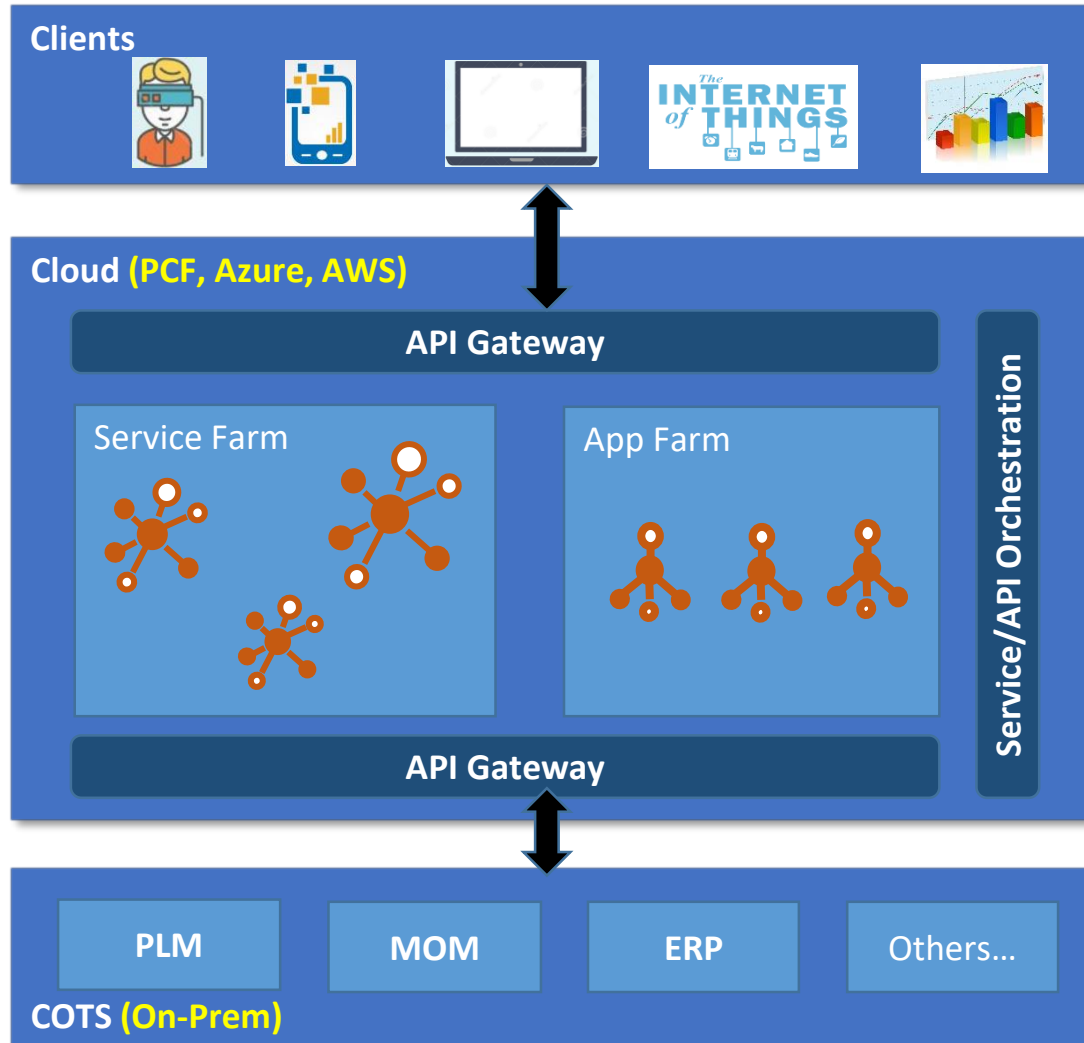 Clients
The
INTERNET
of THINGS
Cloud (PCF, Azure, AWS)
API Gateway
Service Farm
App Farm
Service/API Orchestration
API Gateway
PLM
MOM
ERP
Others...
COTS (On-Prem)